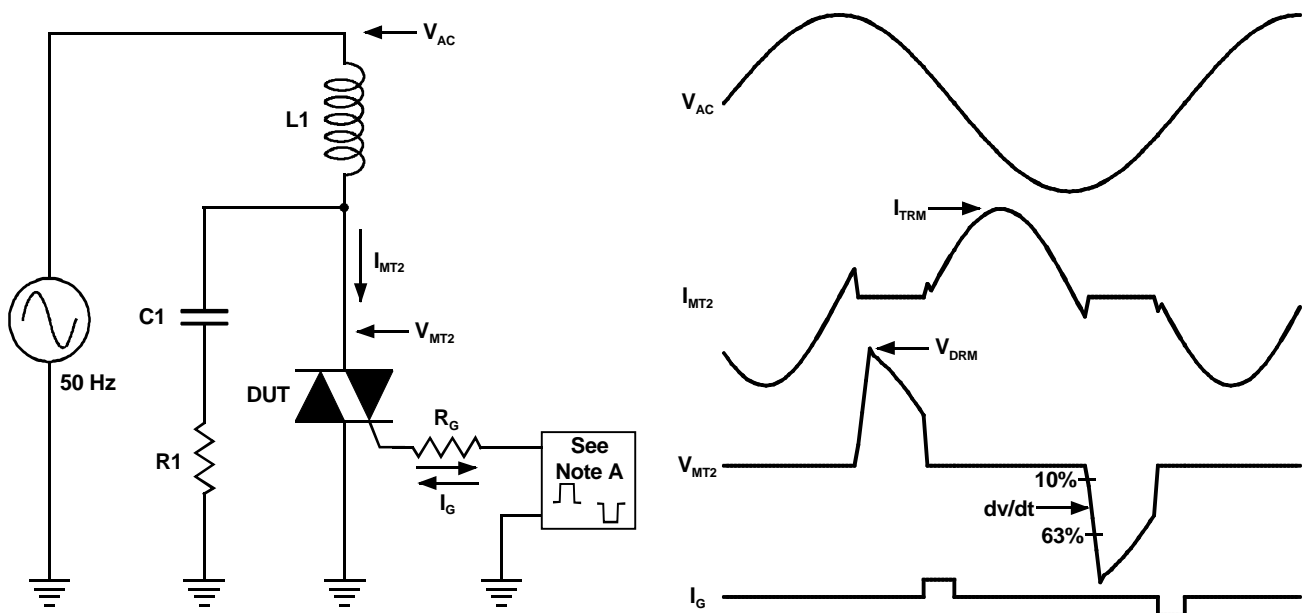 V_AC
L1
I_MT2
C1
V_MT2
50 Hz
DUT
R_G
R1
See
Note A
I_G
V_AC
I_TRM
I_MT2
V_DRM
V_MT2
10%
dv/dt
63%
I_G